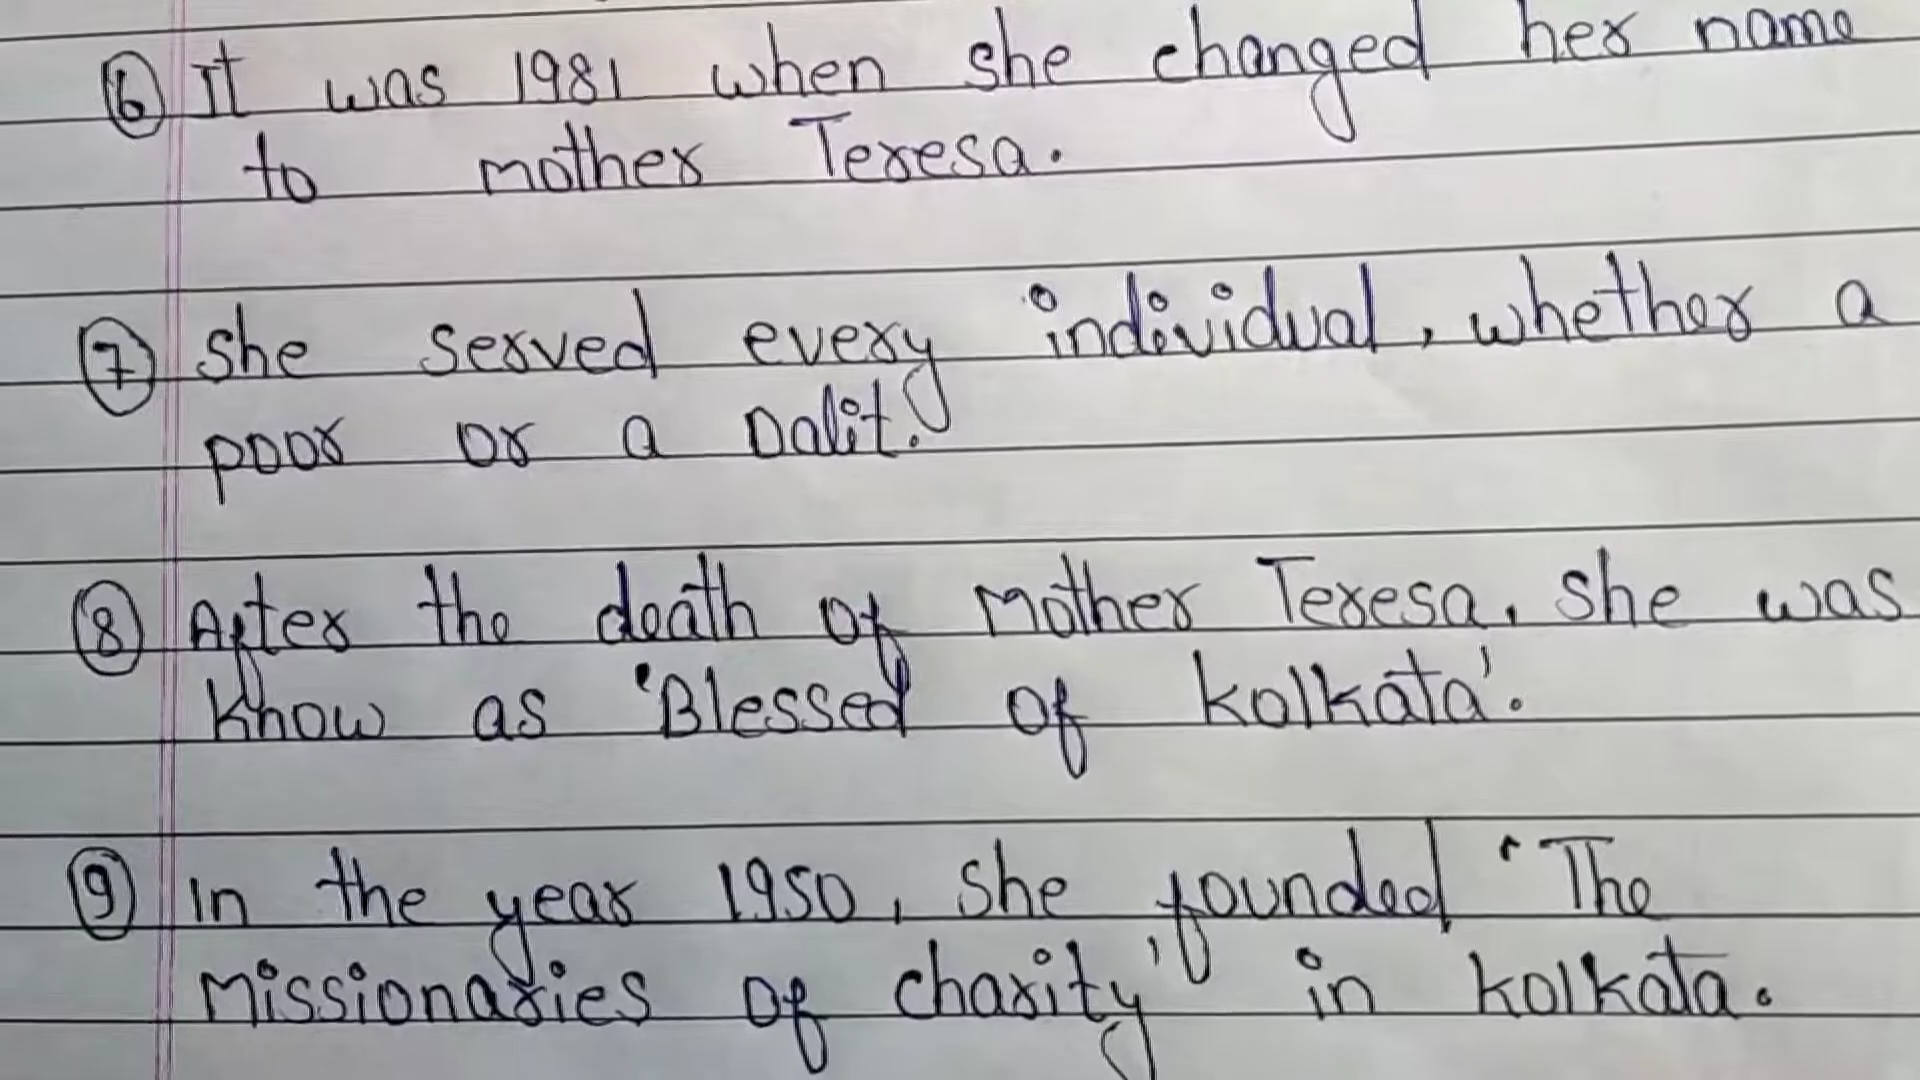 6 It was 1981 when she changed her name
to mother Teresa.
7 she served every individual, whether a
poor or a Dalit.
8 After the death of Mother Teresa, she was
know as 'Blessed of kolkata'.
9 In the year 1950, she founded 'The
Missionaries of charity' in kolkata.